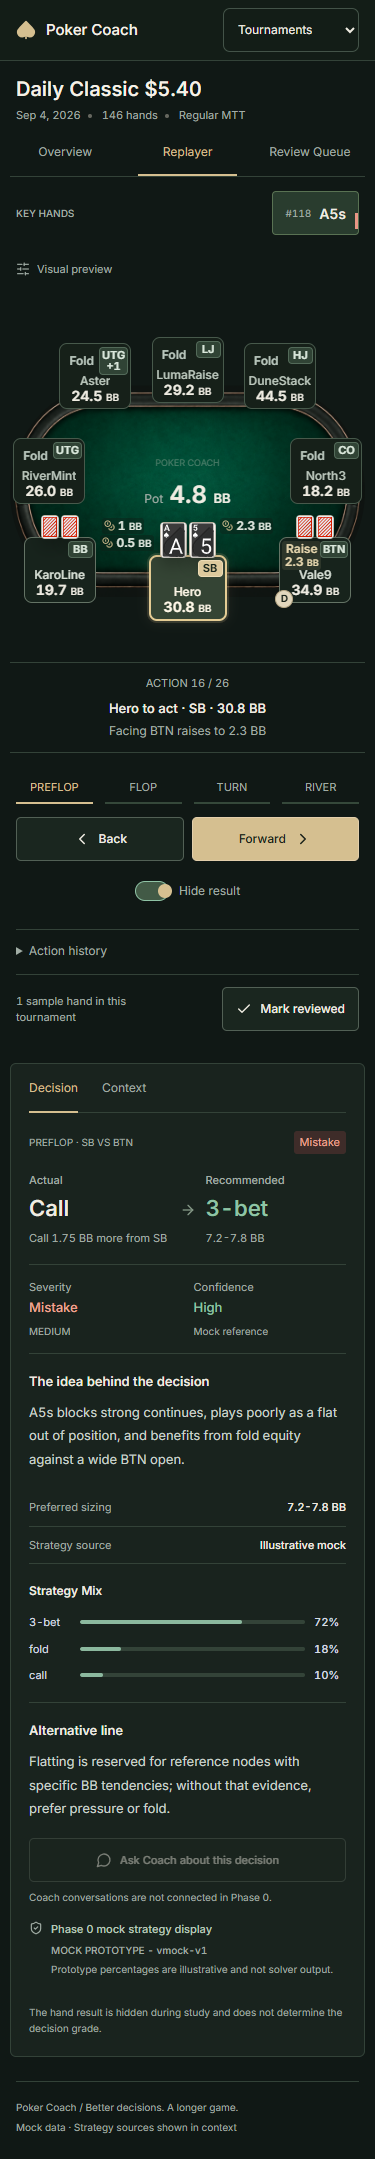 Poker Coach
Tournaments
Daily Classic $5.40
Sep 4, 2026 • 146 hands • Regular MTT
Overview
Replayer
Review Queue
KEY HANDS
#118 A5s
Visual preview
Fold
UTG
+1
Aster
24.5 BB
Fold
LJ
LumaRaise
29.2 BB
Fold
HJ
DuneStack
44.5 BB
Fold
UTG
RiverMint
26.0 BB
Fold
CO
North3
18.2 BB
POKER COACH
Pot 4.8 BB
1 BB
0.5 BB
2.3 BB
A
A
5
5
BB
KaroLine
19.7 BB
SB
Hero
30.8 BB
Raise
2.3 BB
BTN
Vale9
34.9 BB
D
ACTION 16 / 26
Hero to act · SB · 30.8 BB
Facing BTN raises to 2.3 BB
PREFLOP
FLOP
TURN
RIVER
Back
Forward
Hide result
Action history
1 sample hand in this
tournament
Mark reviewed
Decision
Context
PREFLOP · SB VS BTN
Mistake
Actual
Recommended
Call
→
3-bet
Call 1.75 BB more from SB
7.2-7.8 BB
Severity
Confidence
Mistake
High
MEDIUM
Mock reference
The idea behind the decision
A5s blocks strong continues, plays poorly as a flat
out of position, and benefits from fold equity
against a wide BTN open.
Preferred sizing
7.2-7.8 BB
Strategy source
Illustrative mock
Strategy Mix
3-bet
72%
fold
18%
call
10%
Alternative line
Flatting is reserved for reference nodes with
specific BB tendencies; without that evidence,
prefer pressure or fold.
Ask Coach about this decision
Coach conversations are not connected in Phase 0.
Phase 0 mock strategy display
MOCK PROTOTYPE - vmock-v1
Prototype percentages are illustrative and not solver output.
The hand result is hidden during study and does not determine the
decision grade.
Poker Coach / Better decisions. A longer game.
Mock data · Strategy sources shown in context